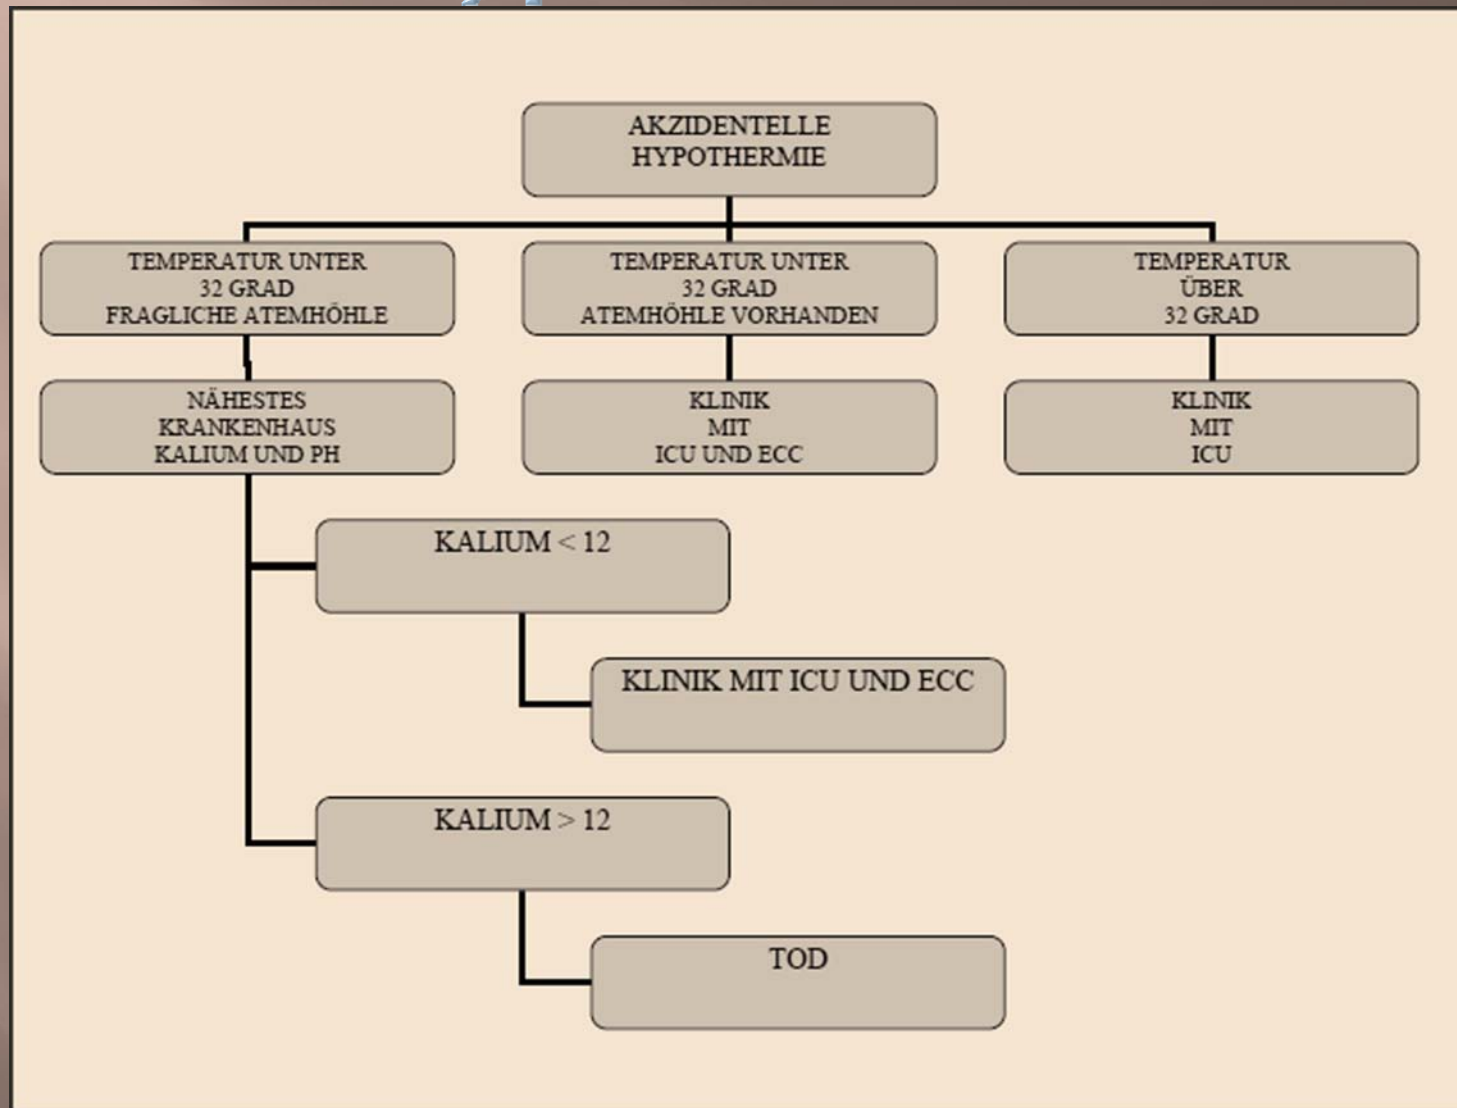 AKZIDENTELLE
HYPOTHERMIE
TEMPERATUR UNTER
32 GRAD
FRAGLICHE ATEMHÖHLE
TEMPERATUR UNTER
32 GRAD
ATEMHÖHLE VORHANDEN
TEMPERATUR
ÜBER
32 GRAD
NÄHESTES
KRANKENHAUS
KALIUM UND PH
KLINIK
MIT
ICU UND ECC
KLINIK
MIT
ICU
KALIUM < 12
KLINIK MIT ICU UND ECC
KALIUM > 12
TOD